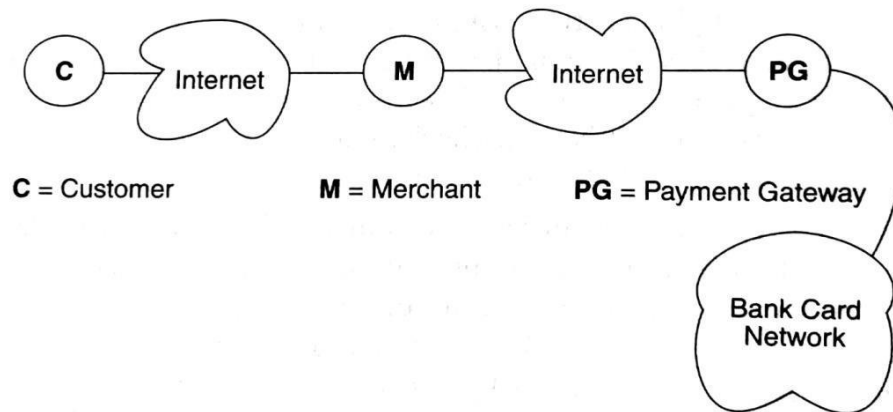 C
Internet
M
Internet
PG
C = Customer
M = Merchant
PG = Payment Gateway
Bank Card
Network